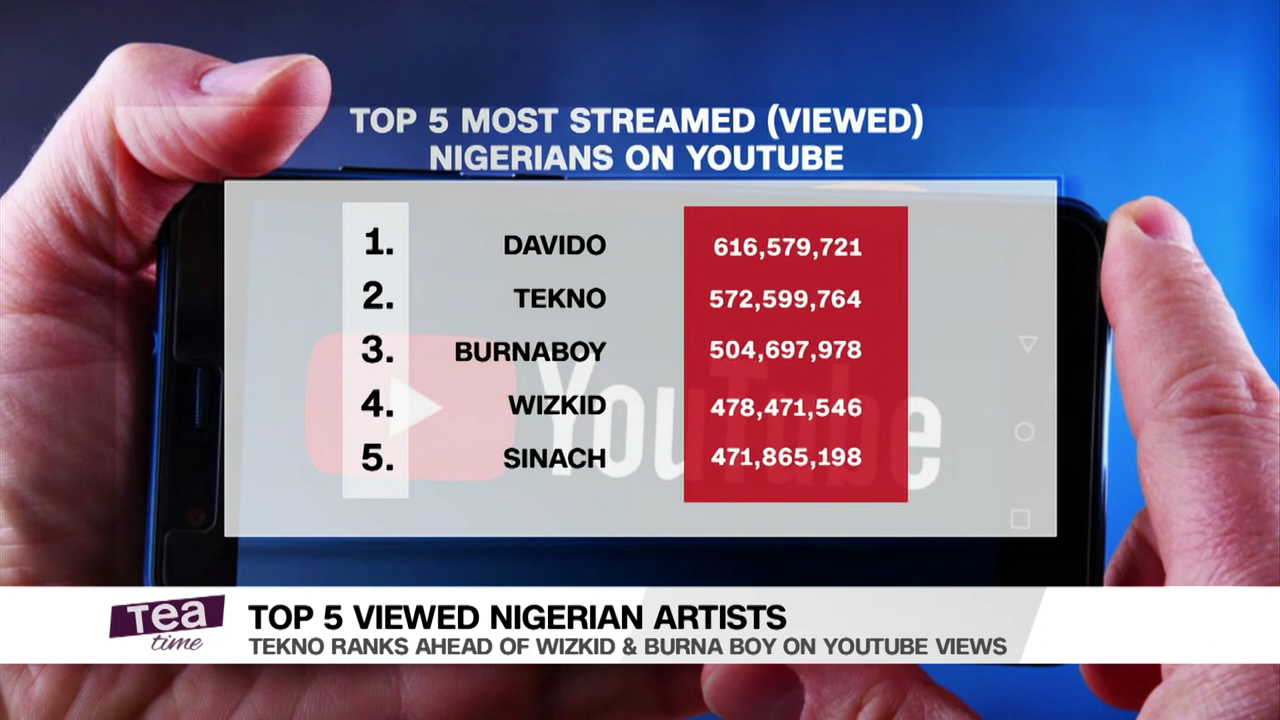 TOP 5 MOST STREAMED (VIEWED)
NIGERIANS ON YOUTUBE
1. DAVIDO 616,579,721
2. TEKNO 572,599,764
3. BURNABOY 504,697,978
4. WIZKID 478,471,546
5. SINACH 471,865,198
YouTube
Tea
time
TOP 5 VIEWED NIGERIAN ARTISTS
TEKNO RANKS AHEAD OF WIZKID & BURNA BOY ON YOUTUBE VIEWS